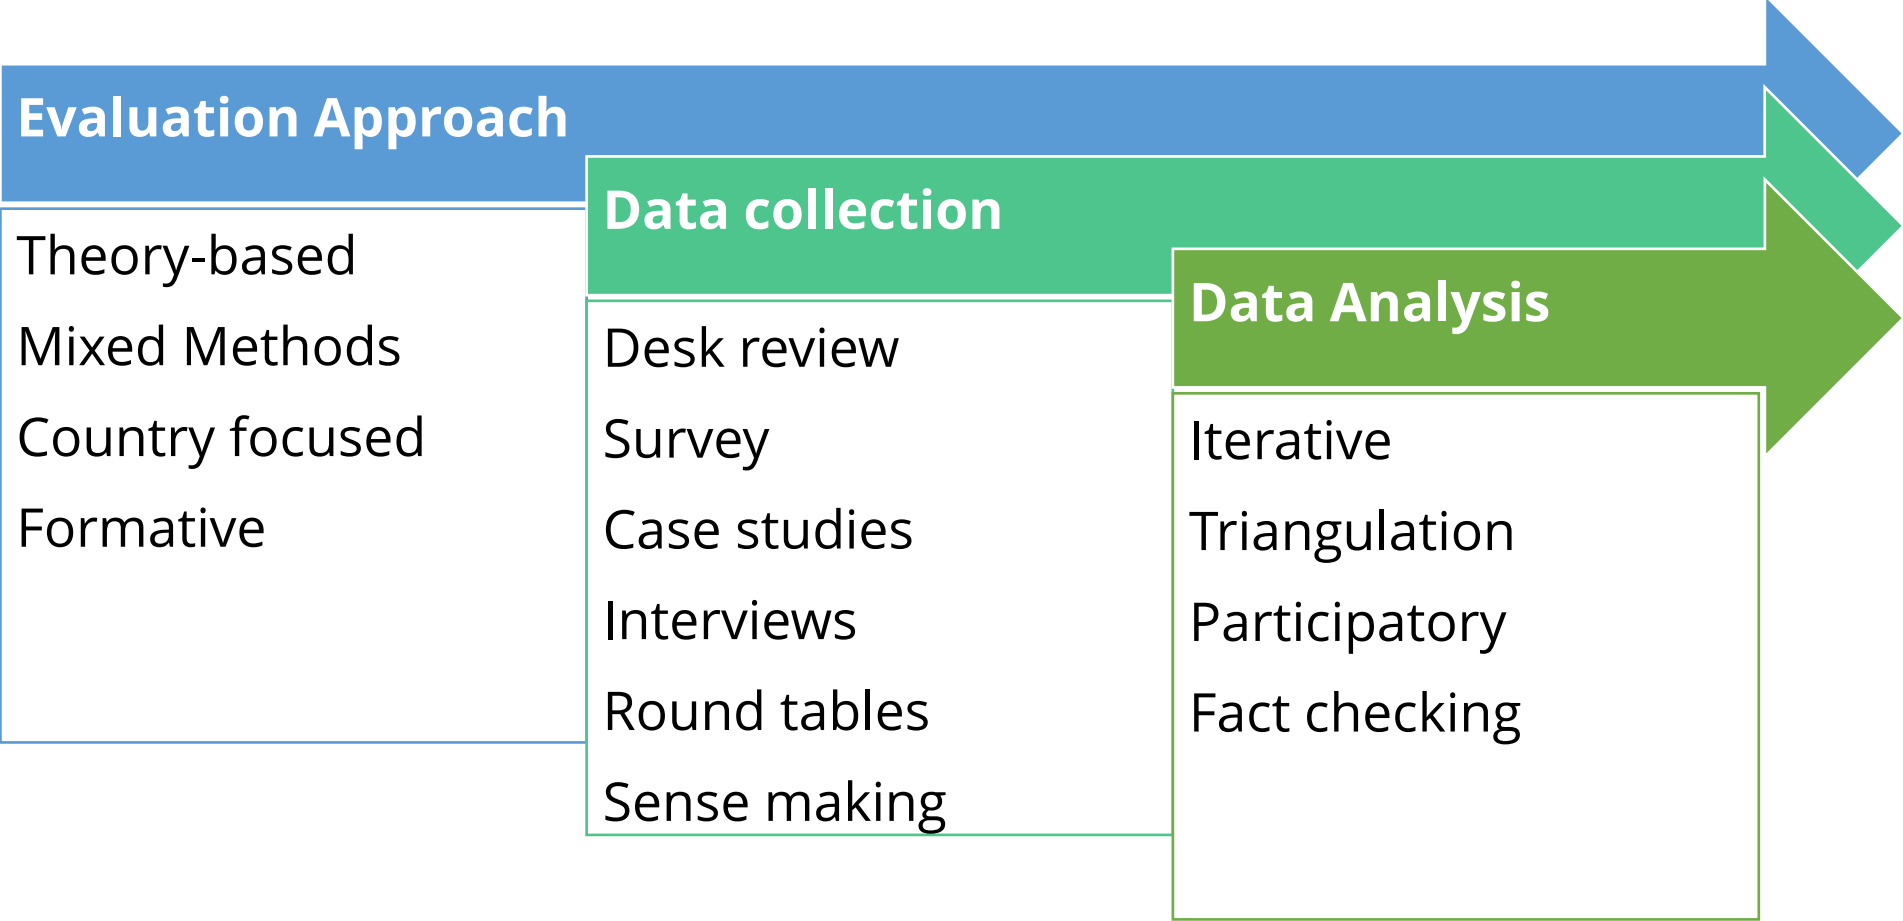 Evaluation Approach
Theory-based
Mixed Methods
Country focused
Formative
Data collection
Desk review
Survey
Case studies
Interviews
Round tables
Sense making
Data Analysis
Iterative
Triangulation
Participatory
Fact checking